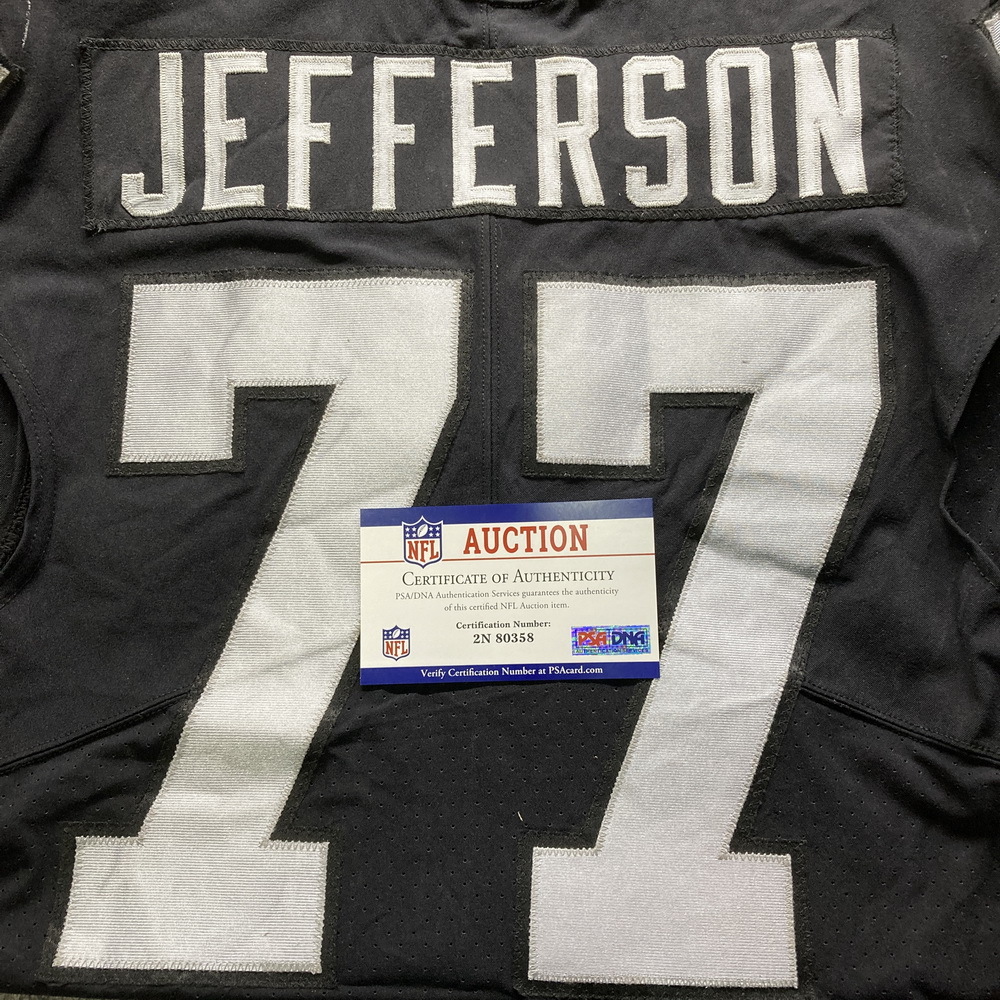 JEFFERSON
77
NFL AUCTION
CERTIFICATE OF AUTHENTICITY
PSA/DNA Authentication Services guarantees the authenticity
of this certified NFL Auction item.
Certification Number:
2N 80358
NFL
PSA DNA
Verify Certification Number at PSAcard.com